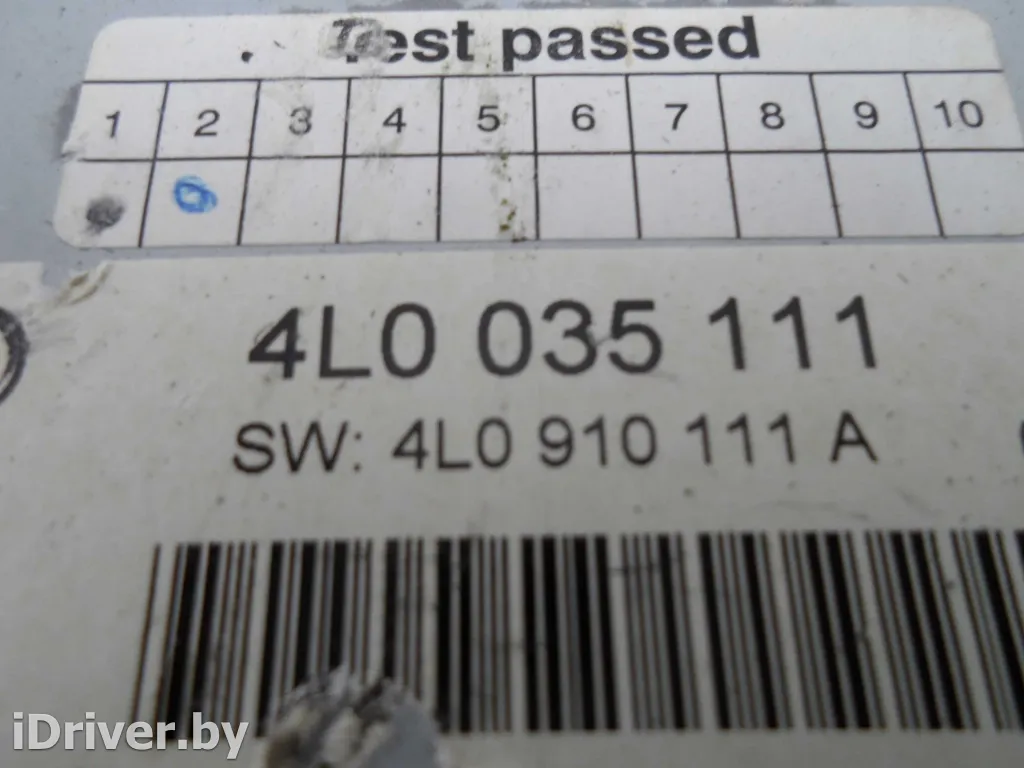 Test passed
1 2 3 4 5 6 7 8 9 10
4L0 035 111
SW: 4L0 910 111 A
iDriver.by